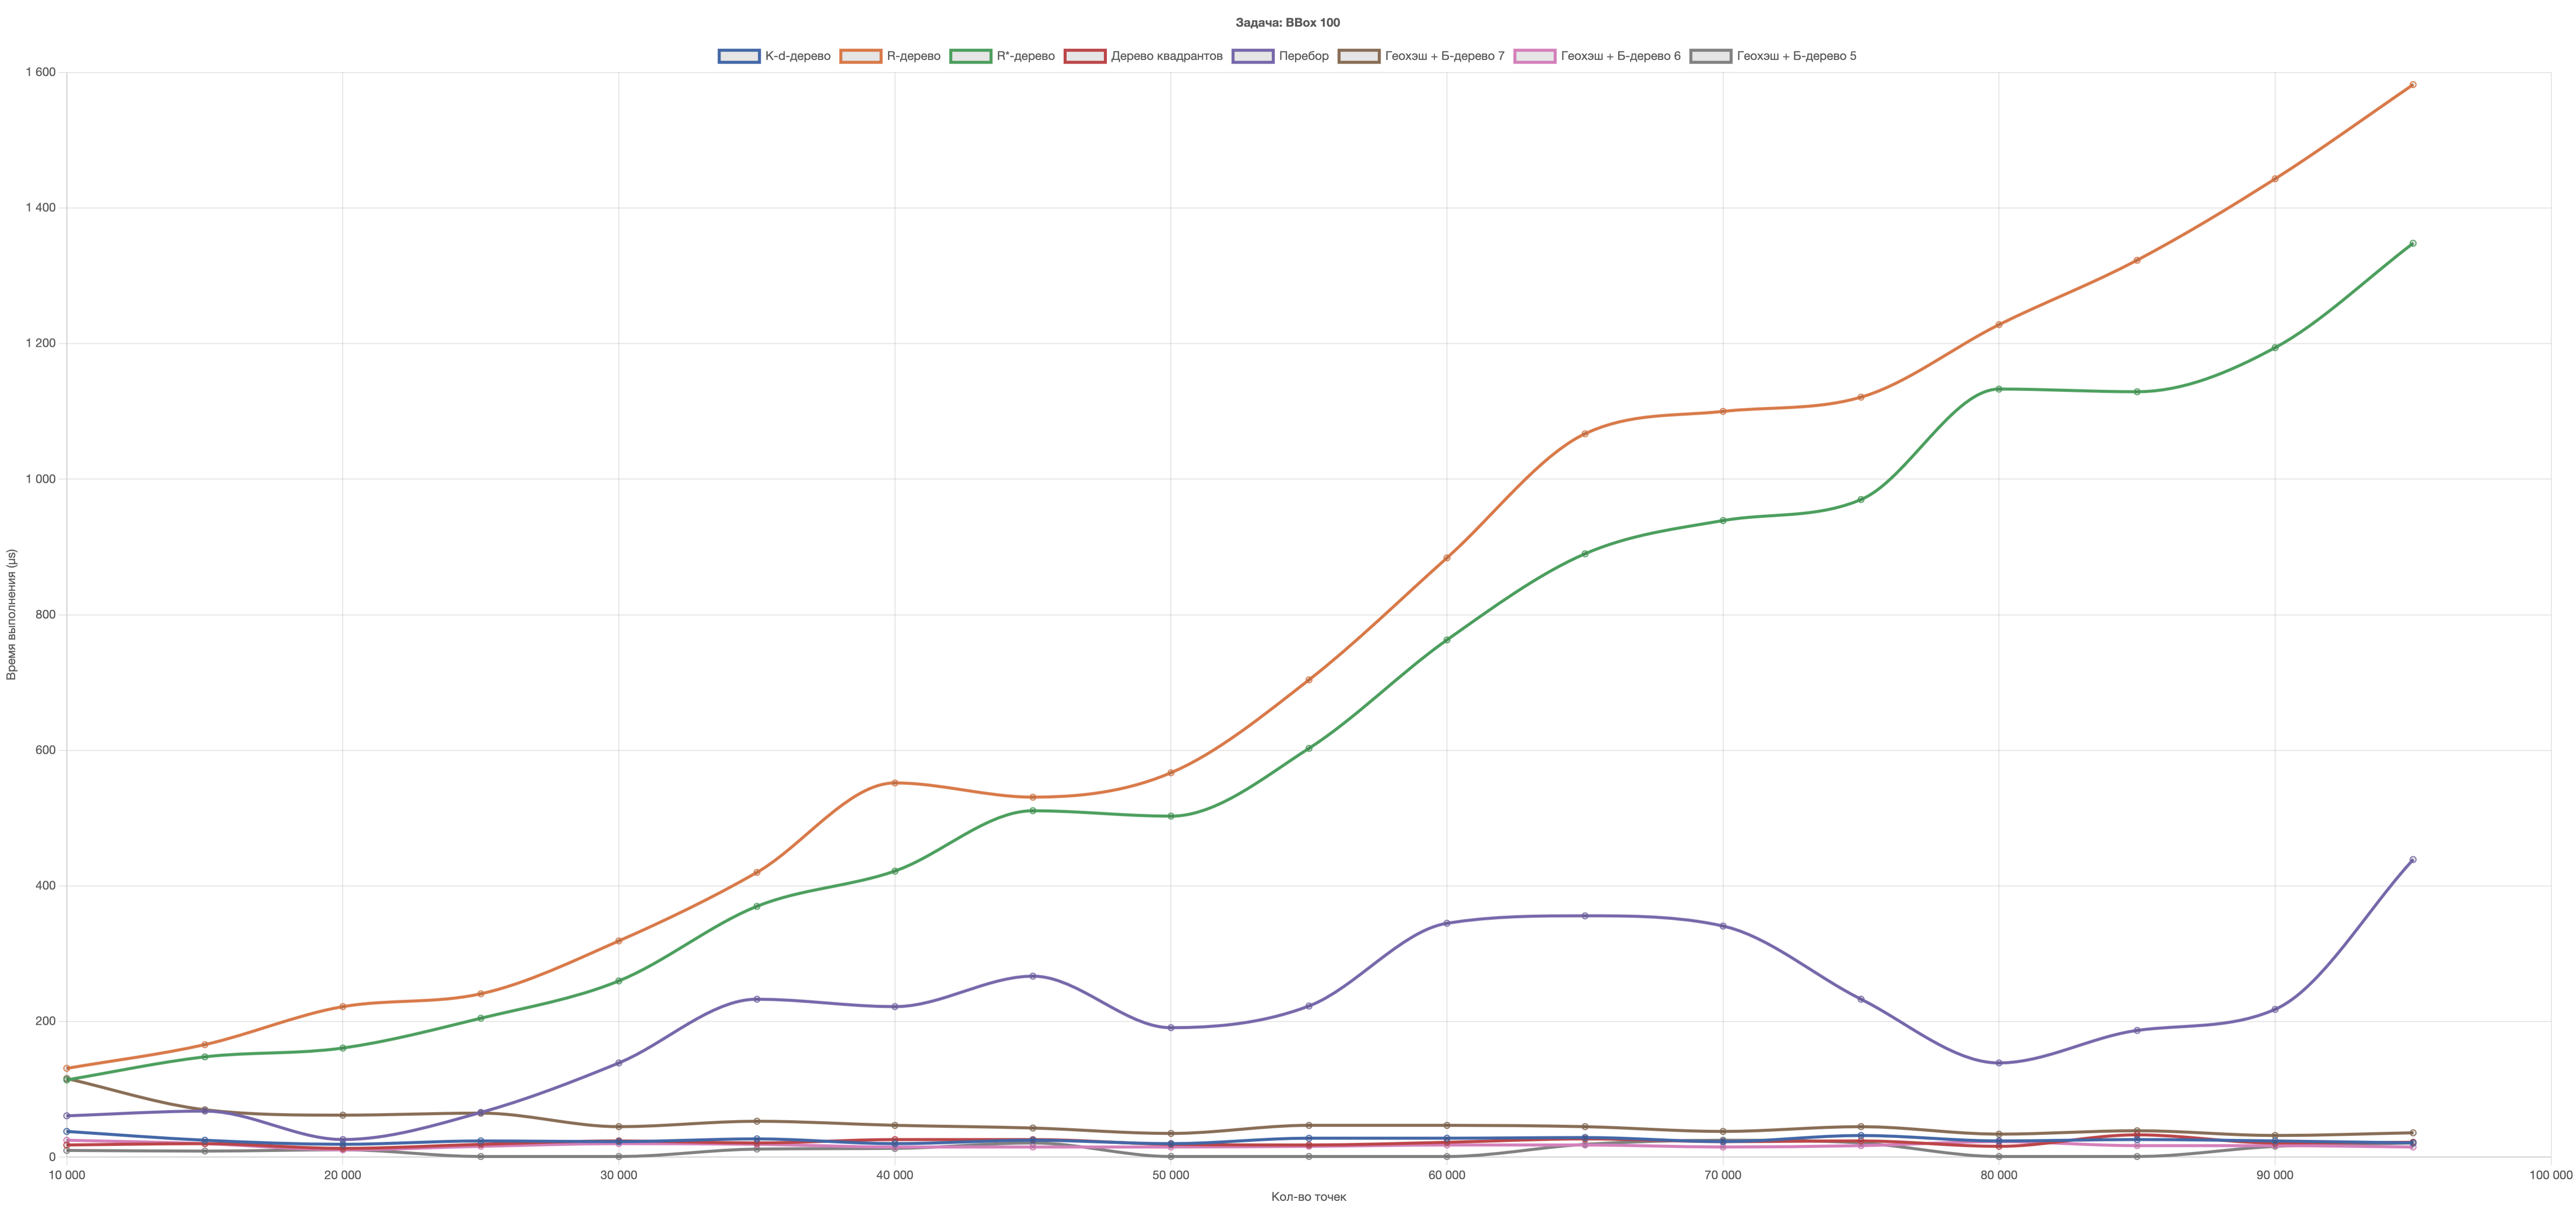 Задача: BBox 100
K-d-дерево R-дерево R*-дерево Дерево квадрантов Перебор Геохэш + Б-дерево 7 Геохэш + Б-дерево 6 Геохэш + Б-дерево 5
1 600
1 400
1 200
1 000
800
600
400
200
0
Время выполнения (µs)
10 000 20 000 30 000 40 000 50 000 60 000 70 000 80 000 90 000 100 000
Кол-во точек